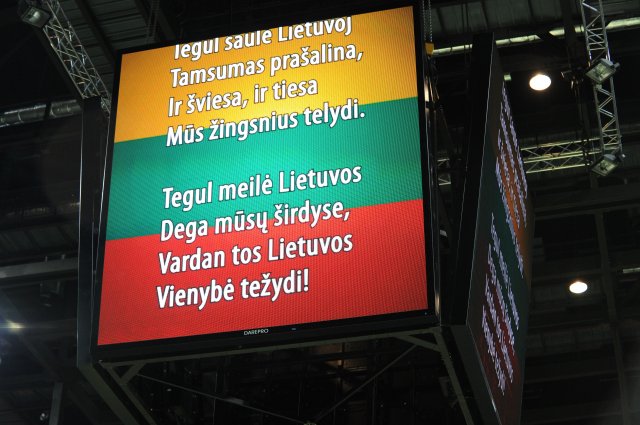 Tegul saulė Lietuvoj
Tamsumas prašalina,
Ir šviesa, ir tiesa
Mūs žingsnius telydi.
Tegul meilė Lietuvos
Dega mūsų širdyse,
Vardan tos Lietuvos
Vienybė težydi!
DAREPRO